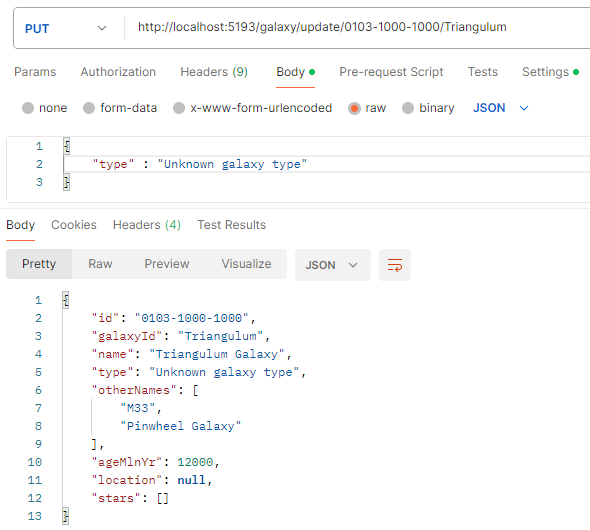 PUT http://localhost:5193/galaxy/update/0103-1000-1000/Triangulum
Params Authorization Headers (9) Body Pre-request Script Tests Settings
none form-data x-www-form-urlencoded raw binary JSON
1 {
2 "type" : "Unknown galaxy type"
3 }
Body Cookies Headers (4) Test Results
Pretty Raw Preview Visualize JSON
1 {
2 "id": "0103-1000-1000",
3 "galaxyId": "Triangulum",
4 "name": "Triangulum Galaxy",
5 "type": "Unknown galaxy type",
6 "otherNames": [
7 "M33",
8 "Pinwheel Galaxy"
9 ],
10 "ageMlnYr": 12000,
11 "location": null,
12 "stars": []
13 }